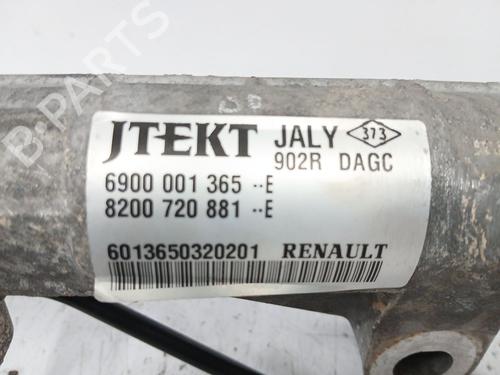 JTEKT JALY 373
902R DAGC
6900 001 365 --E
8200 720 881 --E
6013650320201 RENAULT
B-PARTS